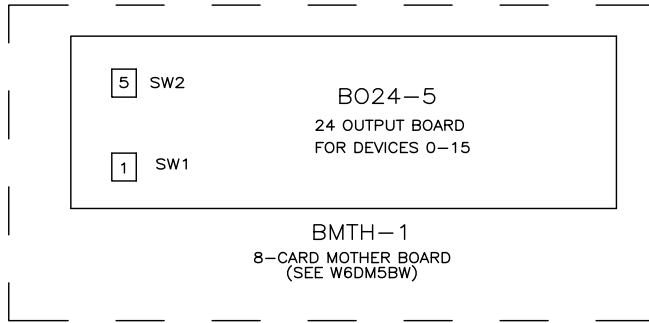 5 SW2
BO24-5
24 OUTPUT BOARD
FOR DEVICES 0-15
1 SW1
BMTH-1
8-CARD MOTHER BOARD
(SEE W6DM5BW)